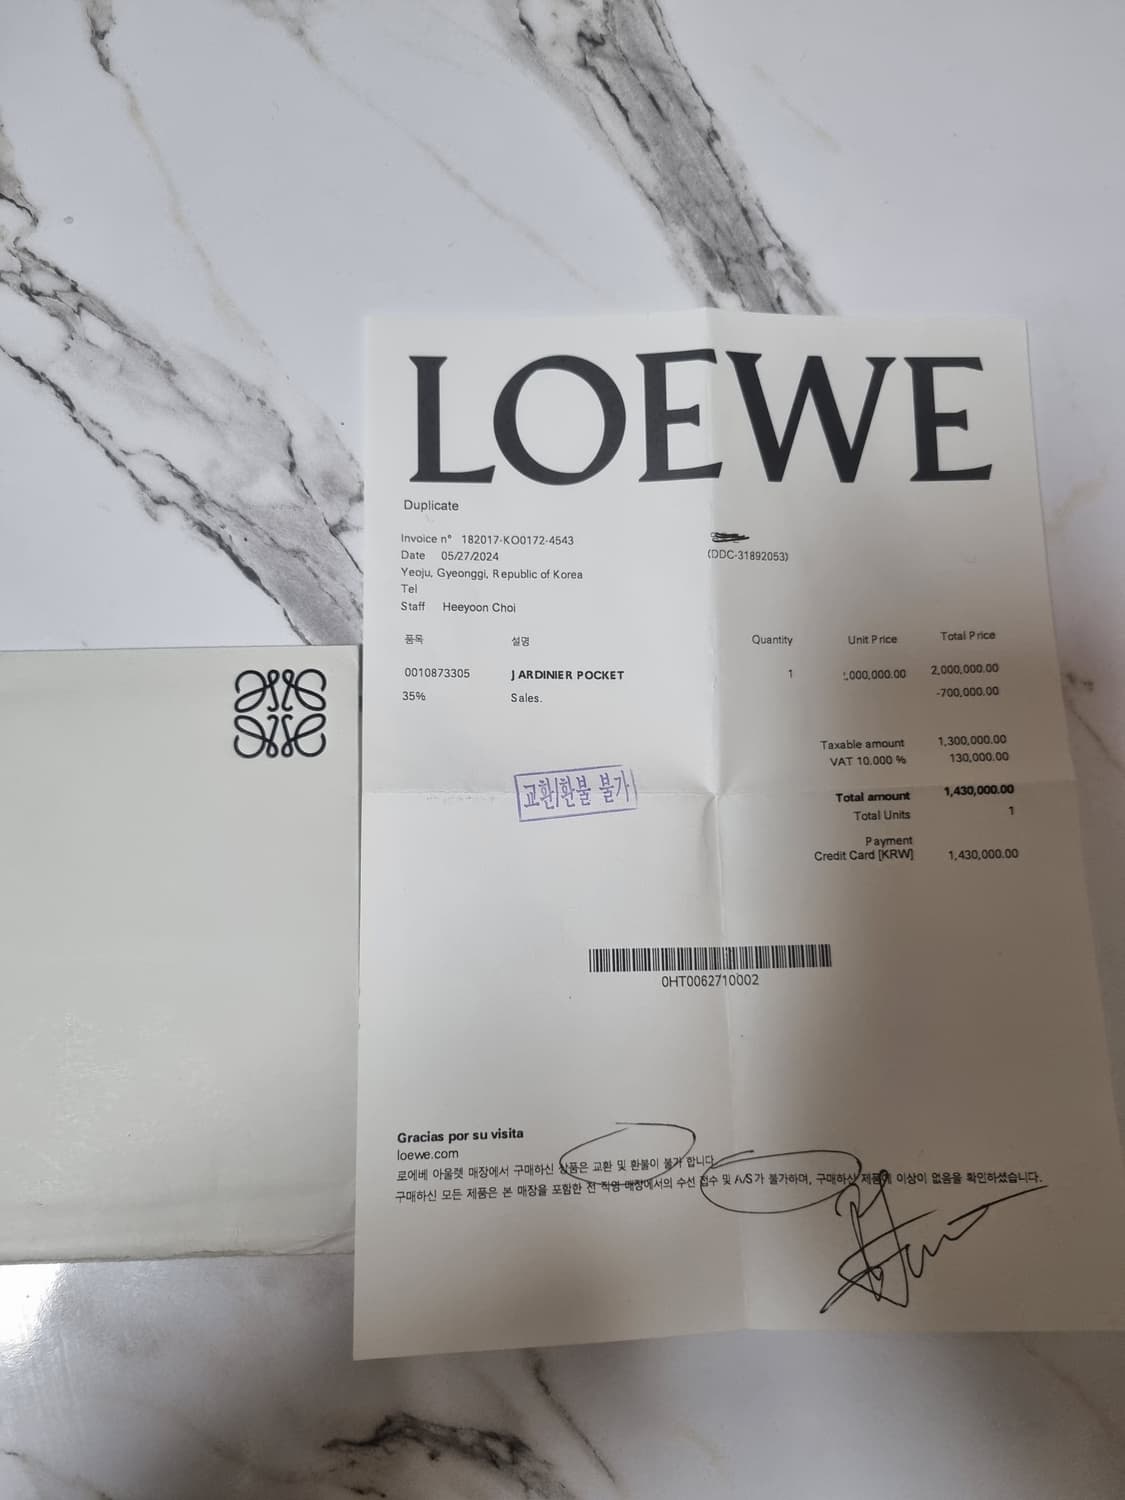 LOEWE
Duplicate
Invoice n° 182017-KO0172-4543
(DDC-31892053)
Date 05/27/2024
Yeoju, Gyeonggi, Republic of Korea
Tel
Staff Heeyoon Choi
품목 설명 Quantity Unit Price Total Price
0010873305 JARDINIER POCKET 1 2,000,000.00
35% Sales. -700,000.00
Taxable amount 1,300,000.00
VAT 10.000 % 130,000.00
교환/환불 불가
Total amount 1,430,000.00
Total Units 1
Payment
Credit Card [KRW] 1,430,000.00
0HT0062710002
Gracias por su visita
loewe.com
로에베 아울렛 매장에서 구매하신 상품은 교환 및 환불이 불가 합니다.
구매하신 모든 제품은 본 매장을 포함한 전 직영 매장에서의 수선 접수 및 A/S가 불가하며, 구매하신 제품에 이상이 없음을 확인하셨습니다.